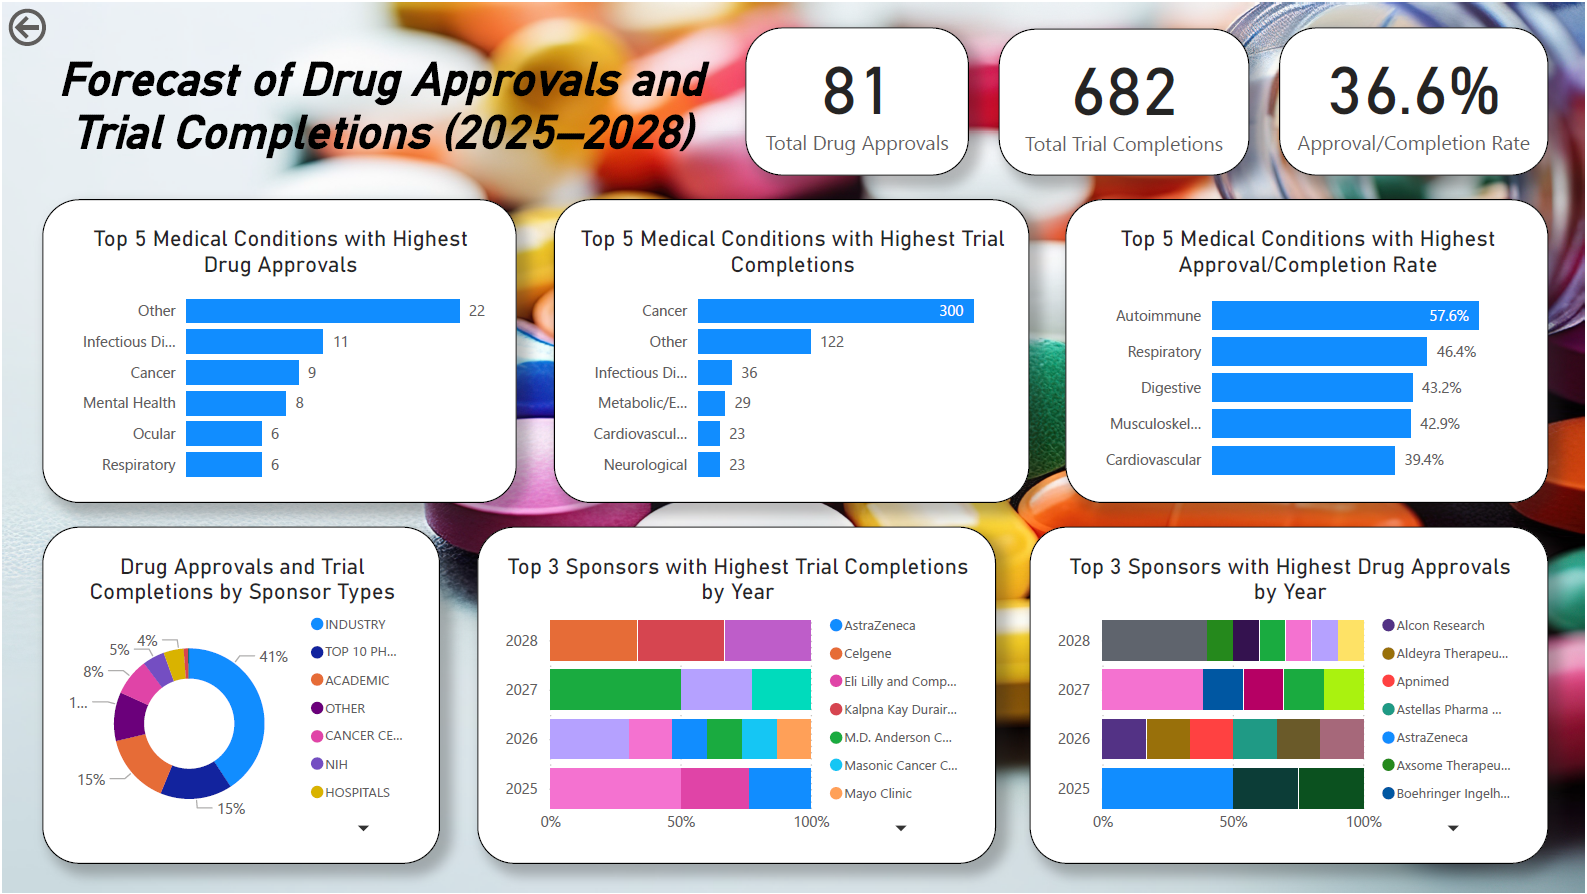 Forecast of Drug Approvals and
Trial Completions (2025–2028)
81
Total Drug Approvals
682
Total Trial Completions
36.6%
Approval/Completion Rate
Top 5 Medical Conditions with Highest
Drug Approvals
Other 22
Infectious Di... 11
Cancer 9
Mental Health 8
Ocular 6
Respiratory 6
Top 5 Medical Conditions with Highest Trial
Completions
Cancer 300
Other 122
Infectious Di... 36
Metabolic/E... 29
Cardiovascul... 23
Neurological 23
Top 5 Medical Conditions with Highest
Approval/Completion Rate
Autoimmune 57.6%
Respiratory 46.4%
Digestive 43.2%
Musculoskel... 42.9%
Cardiovascular 39.4%
Drug Approvals and Trial
Completions by Sponsor Types
41%
15%
15%
1...
8%
5%
4%
INDUSTRY
TOP 10 PH...
ACADEMIC
OTHER
CANCER CE...
NIH
HOSPITALS
Top 3 Sponsors with Highest Trial Completions
by Year
2028
2027
2026
2025
0% 50% 100%
AstraZeneca
Celgene
Eli Lilly and Comp...
Kalpna Kay Durair...
M.D. Anderson C...
Masonic Cancer C...
Mayo Clinic
Top 3 Sponsors with Highest Drug Approvals
by Year
2028
2027
2026
2025
0% 50% 100%
Alcon Research
Aldeyra Therapeu...
Apnimed
Astellas Pharma ...
AstraZeneca
Axsome Therapeu...
Boehringer Ingelh...